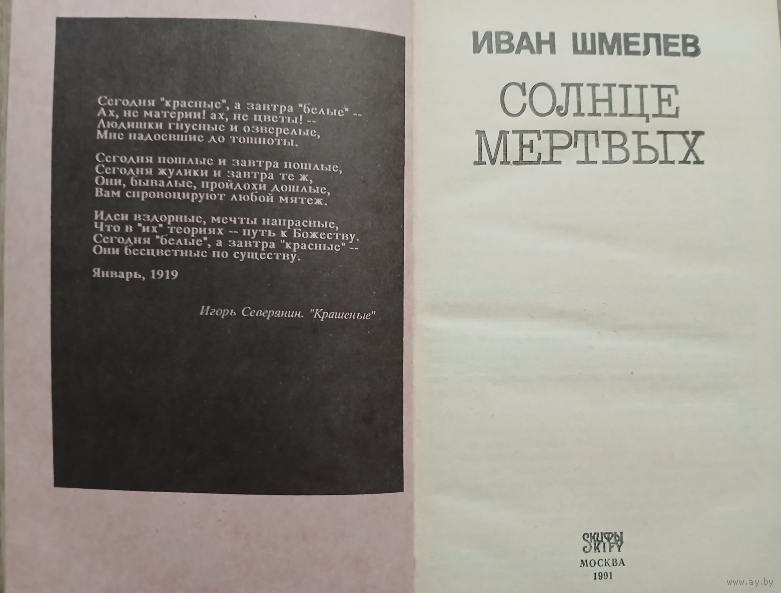 Сегодня "красные", а завтра "белые" --
Ах, не материи! ах, не цветы! --
Людишки гнусные и озверелые,
Мне надоевшие до тошноты.
Сегодня пошлые и завтра пошлые,
Сегодня жулики и завтра те ж,
Они, бывалые, пройдохи дошлые,
Вам спровоцируют любой мятеж.
Идеи вздорные, мечты напрасные,
Что в "их" теориях -- путь к Божеству.
Сегодня "белые", а завтра "красные" --
Они бесцветные по существу.
Январь, 1919
Игорь Северянин. "Крашеные"
ИВАН ШМЕЛЕВ
СОЛНЦЕ
МЕРТВЫХ
СКИФЫ
SKIFY
МОСКВА
1991
www.ay.by